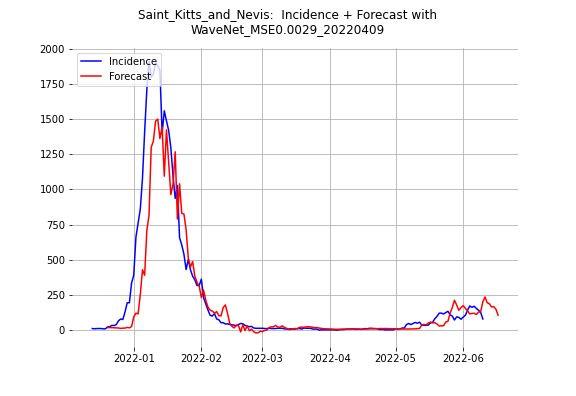 Saint_Kitts_and_Nevis:  Incidence + Forecast with
WaveNet_MSE0.0029_20220409
Incidence
Forecast
2000
1750
1500
1250
1000
750
500
250
0
2022-01 2022-02 2022-03 2022-04 2022-05 2022-06